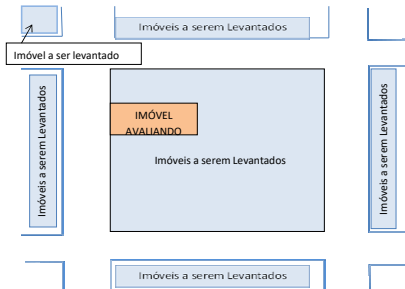 Imóveis a serem Levantados
Imóvel a ser levantado
Imóveis a serem Levantados
IMÓVEL
AVALIANDO
Imóveis a serem Levantados
Imóveis a serem Levantados
Imóveis a serem Levantados